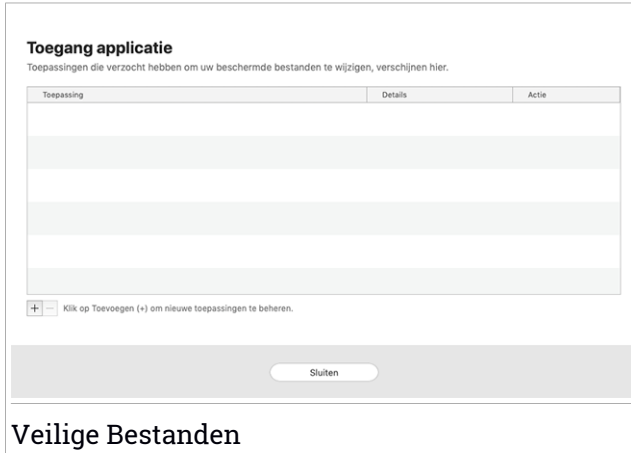 Toegang applicatie
Toepassingen die verzocht hebben om uw beschermde bestanden te wijzigen, verschijnen hier.
Toepassing Details Actie
+ − Klik op Toevoegen (+) om nieuwe toepassingen te beheren.
Sluiten
Veilige Bestanden